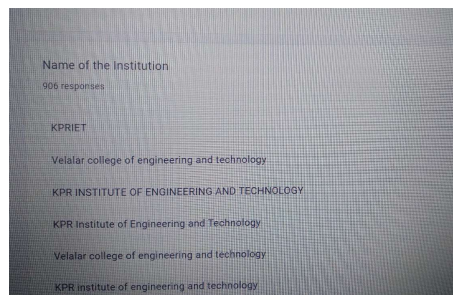 Name of the Institution
906 responses
KPRIET
Velalar college of engineering and technology
KPR INSTITUTE OF ENGINEERING AND TECHNOLOGY
KPR Institute of Engineering and Technology
Velalar college of engineering and technology
KPR institute of engineering and technology